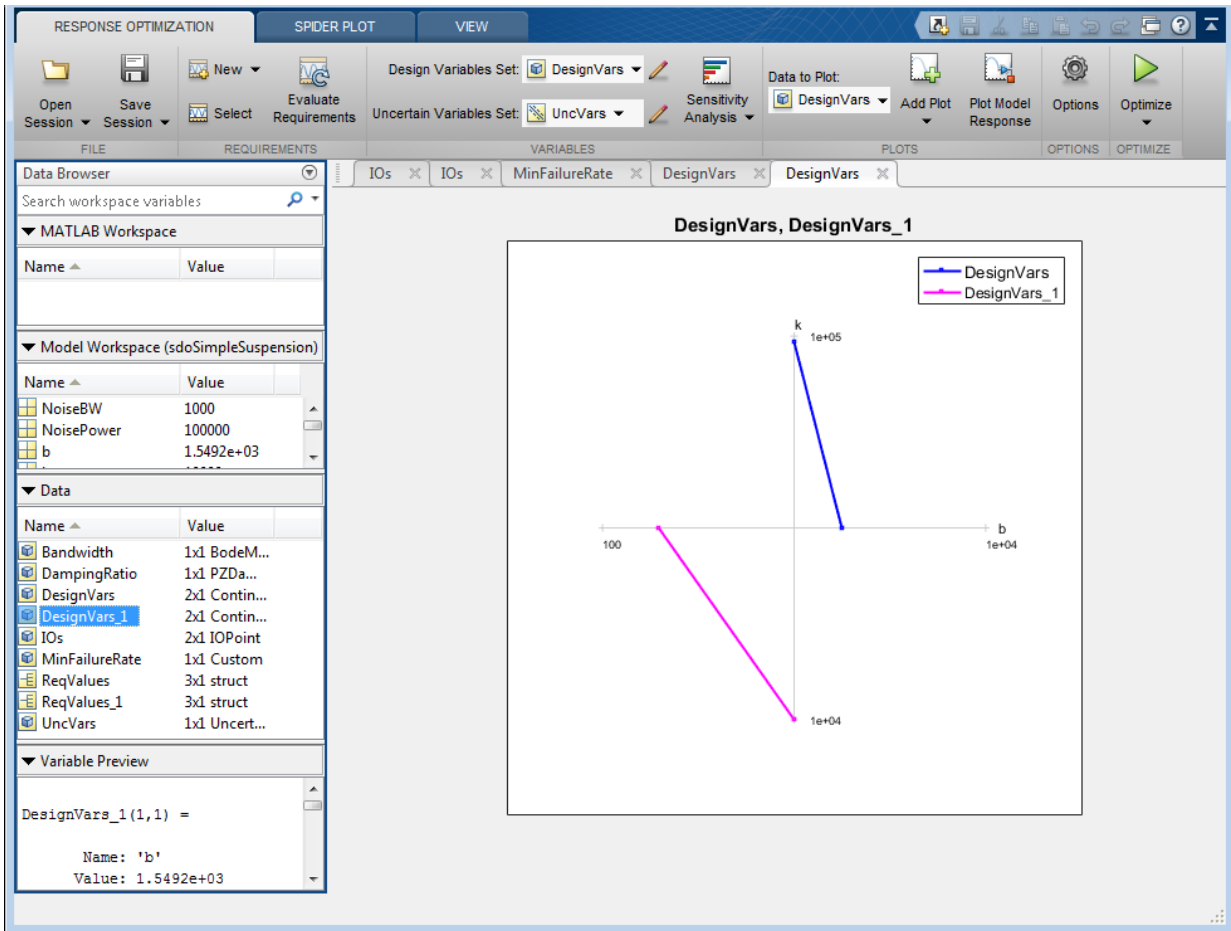 RESPONSE OPTIMIZATION SPIDER PLOT VIEW
New Design Variables Set: DesignVars Data to Plot:
Open Session Save Session Select Evaluate Requirements Uncertain Variables Set: UncVars Sensitivity Analysis DesignVars Add Plot Plot Model Response Options Optimize
FILE REQUIREMENTS VARIABLES PLOTS OPTIONS OPTIMIZE
Data Browser
Search workspace variables
MATLAB Workspace
Name Value
Model Workspace (sdoSimpleSuspension)
Name Value
NoiseBW 1000
NoisePower 100000
b 1.5492e+03
Data
Name Value
Bandwidth 1x1 BodeM...
DampingRatio 1x1 PZDa...
DesignVars 2x1 Contin...
DesignVars_1 2x1 Contin...
IOs 2x1 IOPoint
MinFailureRate 1x1 Custom
ReqValues 3x1 struct
ReqValues_1 3x1 struct
UncVars 1x1 Uncert...
Variable Preview
DesignVars_1(1,1) =
Name: 'b'
Value: 1.5492e+03
IOs IOs MinFailureRate DesignVars DesignVars
DesignVars, DesignVars_1
DesignVars
DesignVars_1
k
1e+05
b
100 1e+04
1e+04